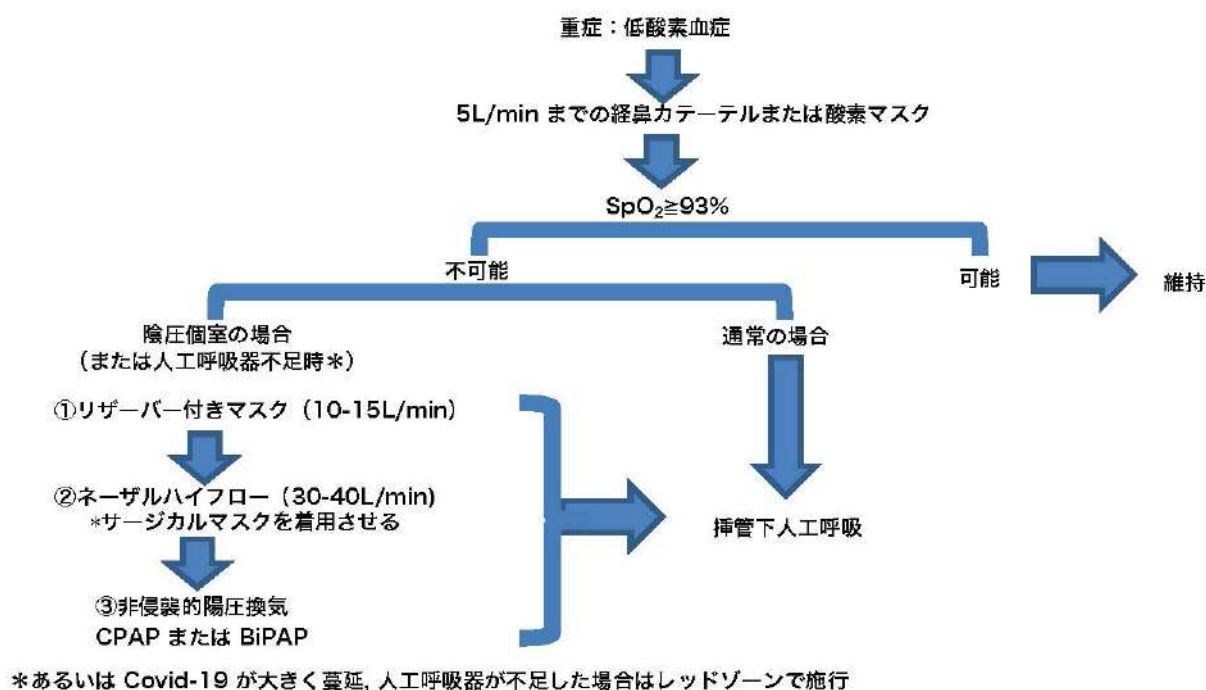 重症：低酸素血症
5L/min までの経鼻カテーテルまたは酸素マスク
SpO₂≧93%
不可能
可能
維持
陰圧個室の場合
（または人工呼吸器不足時＊）
通常の場合
①リザーバー付きマスク（10-15L/min）
②ネーザルハイフロー（30-40L/min)
*サージカルマスクを着用させる
挿管下人工呼吸
③非侵襲的陽圧換気
CPAP または BiPAP
＊あるいは Covid-19 が大きく蔓延, 人工呼吸器が不足した場合はレッドゾーンで施行